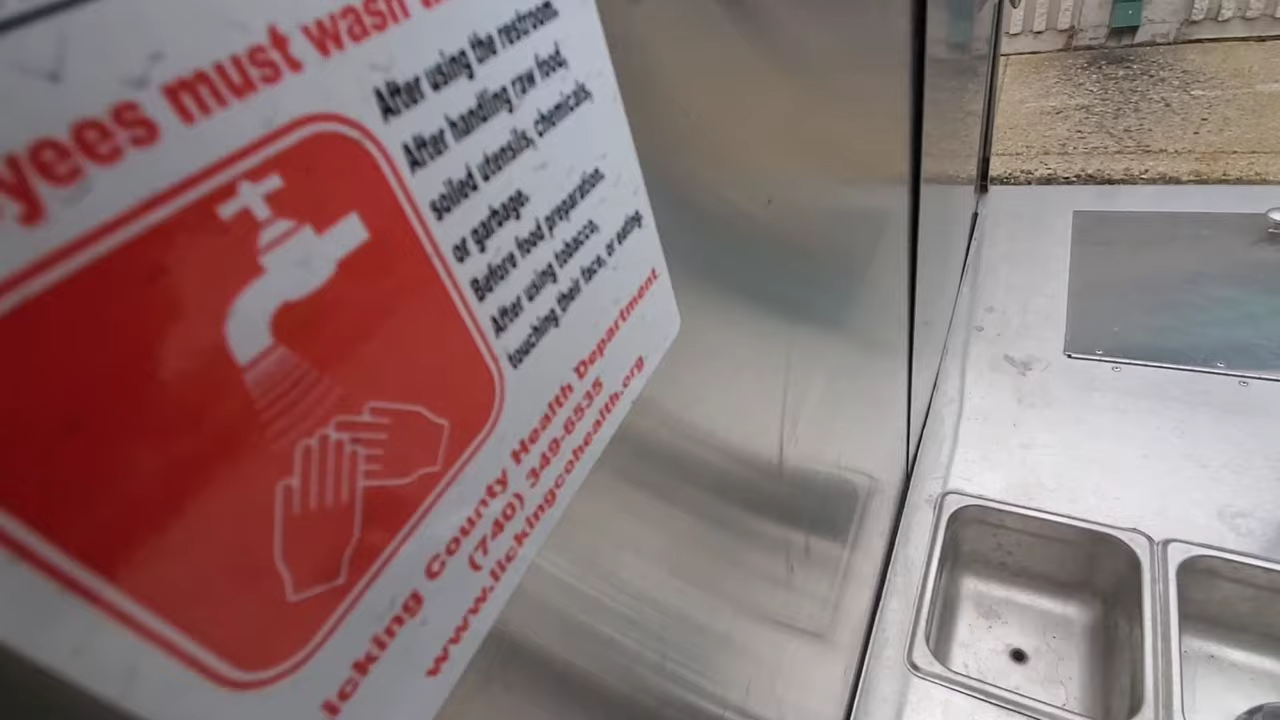 yees must wash
After using the restroom
After handling raw food,
soiled utensils, chemicals,
or garbage.
Before food preparation
After using tobacco,
touching their face, or eating.
icking County Health Department
(740) 349-6535
www.lickingcohealth.org